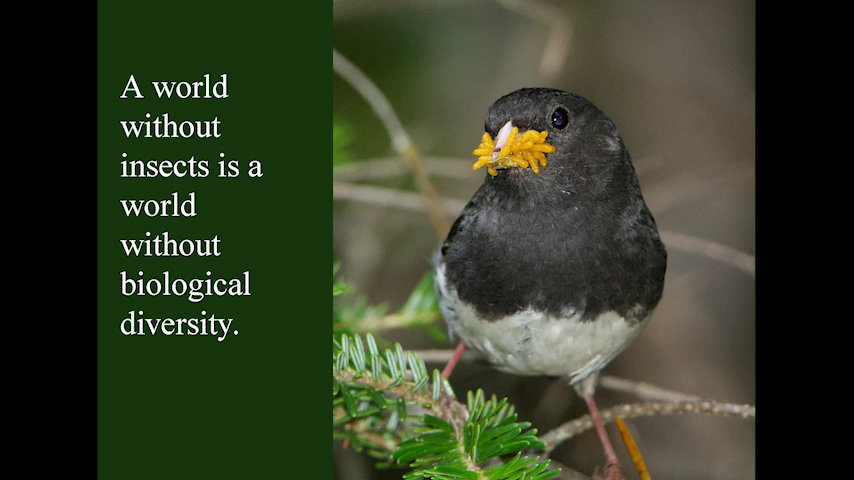 A world
without
insects is a
world
without
biological
diversity.